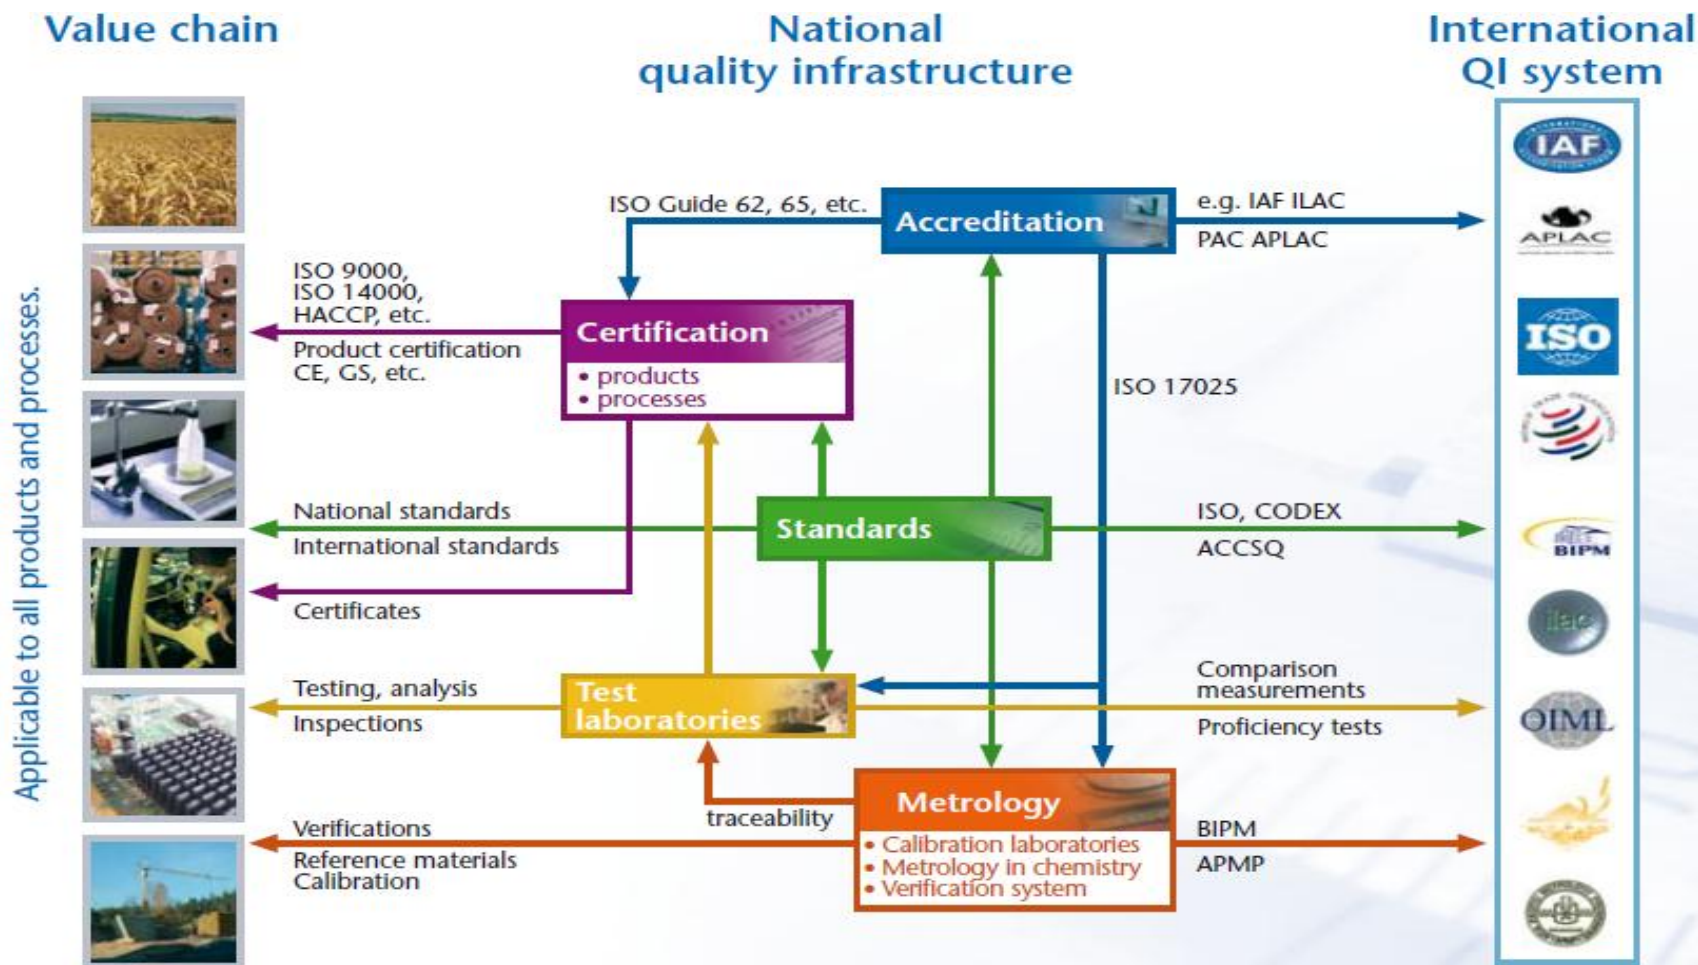 Value chain
National
quality infrastructure
International
QI system
Applicable to all products and processes.
IAF
APLAC
ISO
WORLD TRADE ORGANIZATION
BIPM
ilac
OIML
ISO Guide 62, 65, etc.
Accreditation
e.g. IAF ILAC
PAC APLAC
ISO 9000,
ISO 14000,
HACCP, etc.
Product certification
CE, GS, etc.
Certification
• products
• processes
ISO 17025
National standards
International standards
Standards
ISO, CODEX
ACCSQ
Certificates
Testing, analysis
Inspections
Test
laboratories
Comparison
measurements
Proficiency tests
traceability
Verifications
Reference materials
Calibration
Metrology
• Calibration laboratories
• Metrology in chemistry
• Verification system
BIPM
APMP